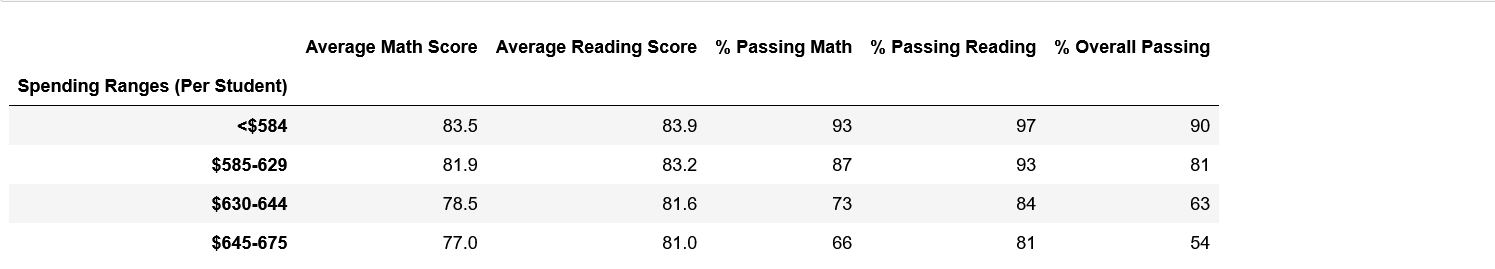 Average Math Score Average Reading Score % Passing Math % Passing Reading % Overall Passing
Spending Ranges (Per Student)
<$584 83.5 83.9 93 97 90
$585-629 81.9 83.2 87 93 81
$630-644 78.5 81.6 73 84 63
$645-675 77.0 81.0 66 81 54